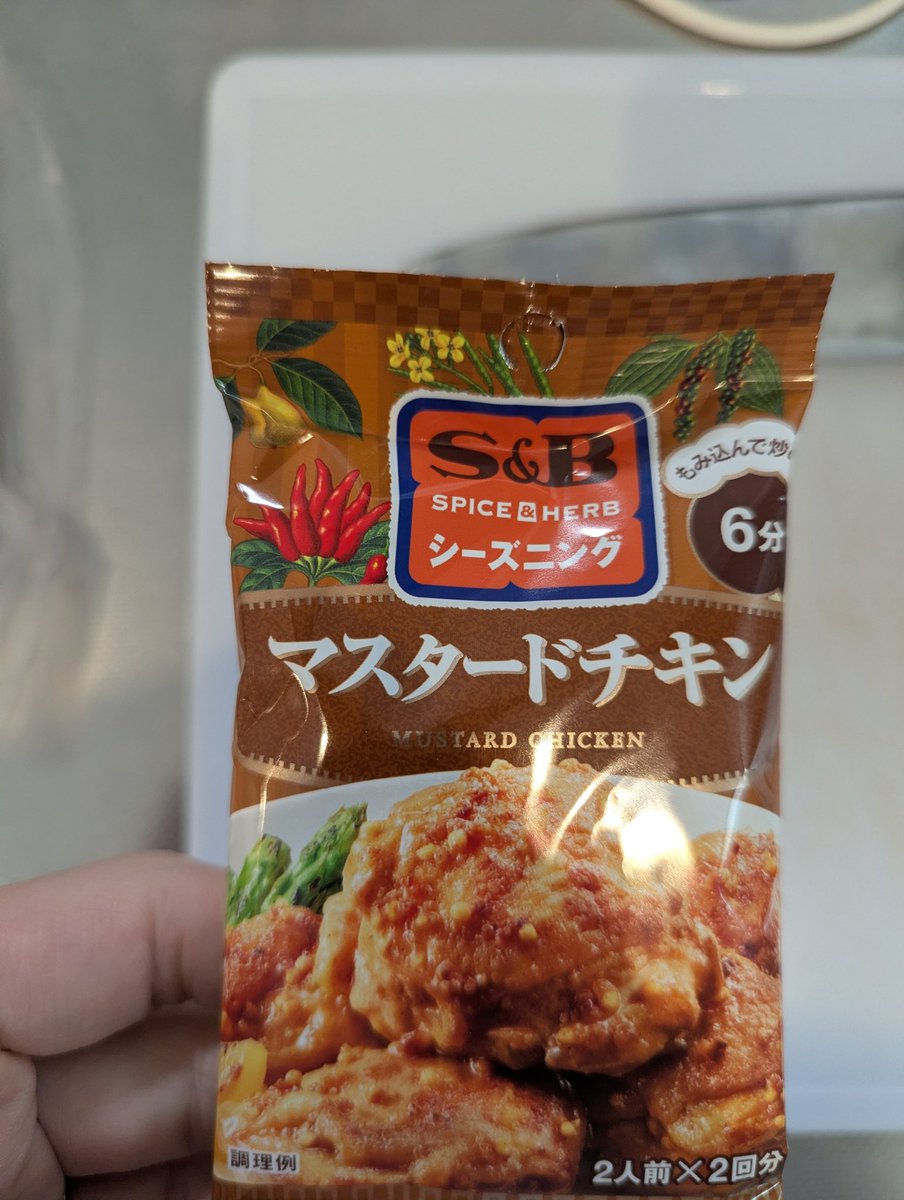 S&B
SPICE & HERB
シーズニング
もみ込んで炒
6分
マスタードチキン
MUSTARD CHICKEN
調理例
2人前×2回分